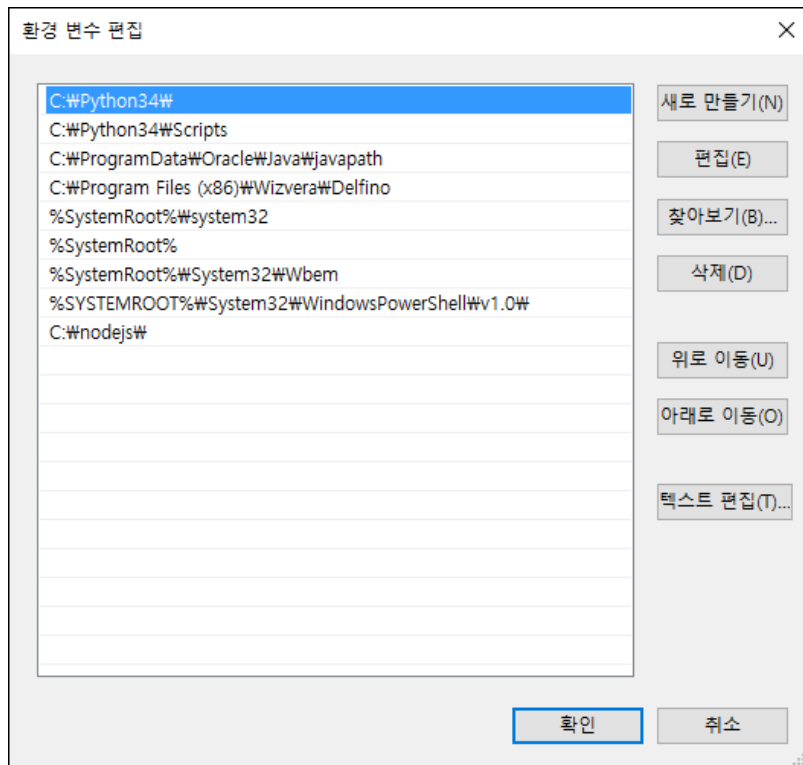 환경 변수 편집
C:₩Python34₩
C:₩Python34₩Scripts
C:₩ProgramData₩Oracle₩Java₩javapath
C:₩Program Files (x86)₩Wizvera₩Delfino
%SystemRoot%₩system32
%SystemRoot%
%SystemRoot%₩System32₩Wbem
%SYSTEMROOT%₩System32₩WindowsPowerShell₩v1.0₩
C:₩nodejs₩
새로 만들기(N)
편집(E)
찾아보기(B)...
삭제(D)
위로 이동(U)
아래로 이동(O)
텍스트 편집(T)...
확인
취소